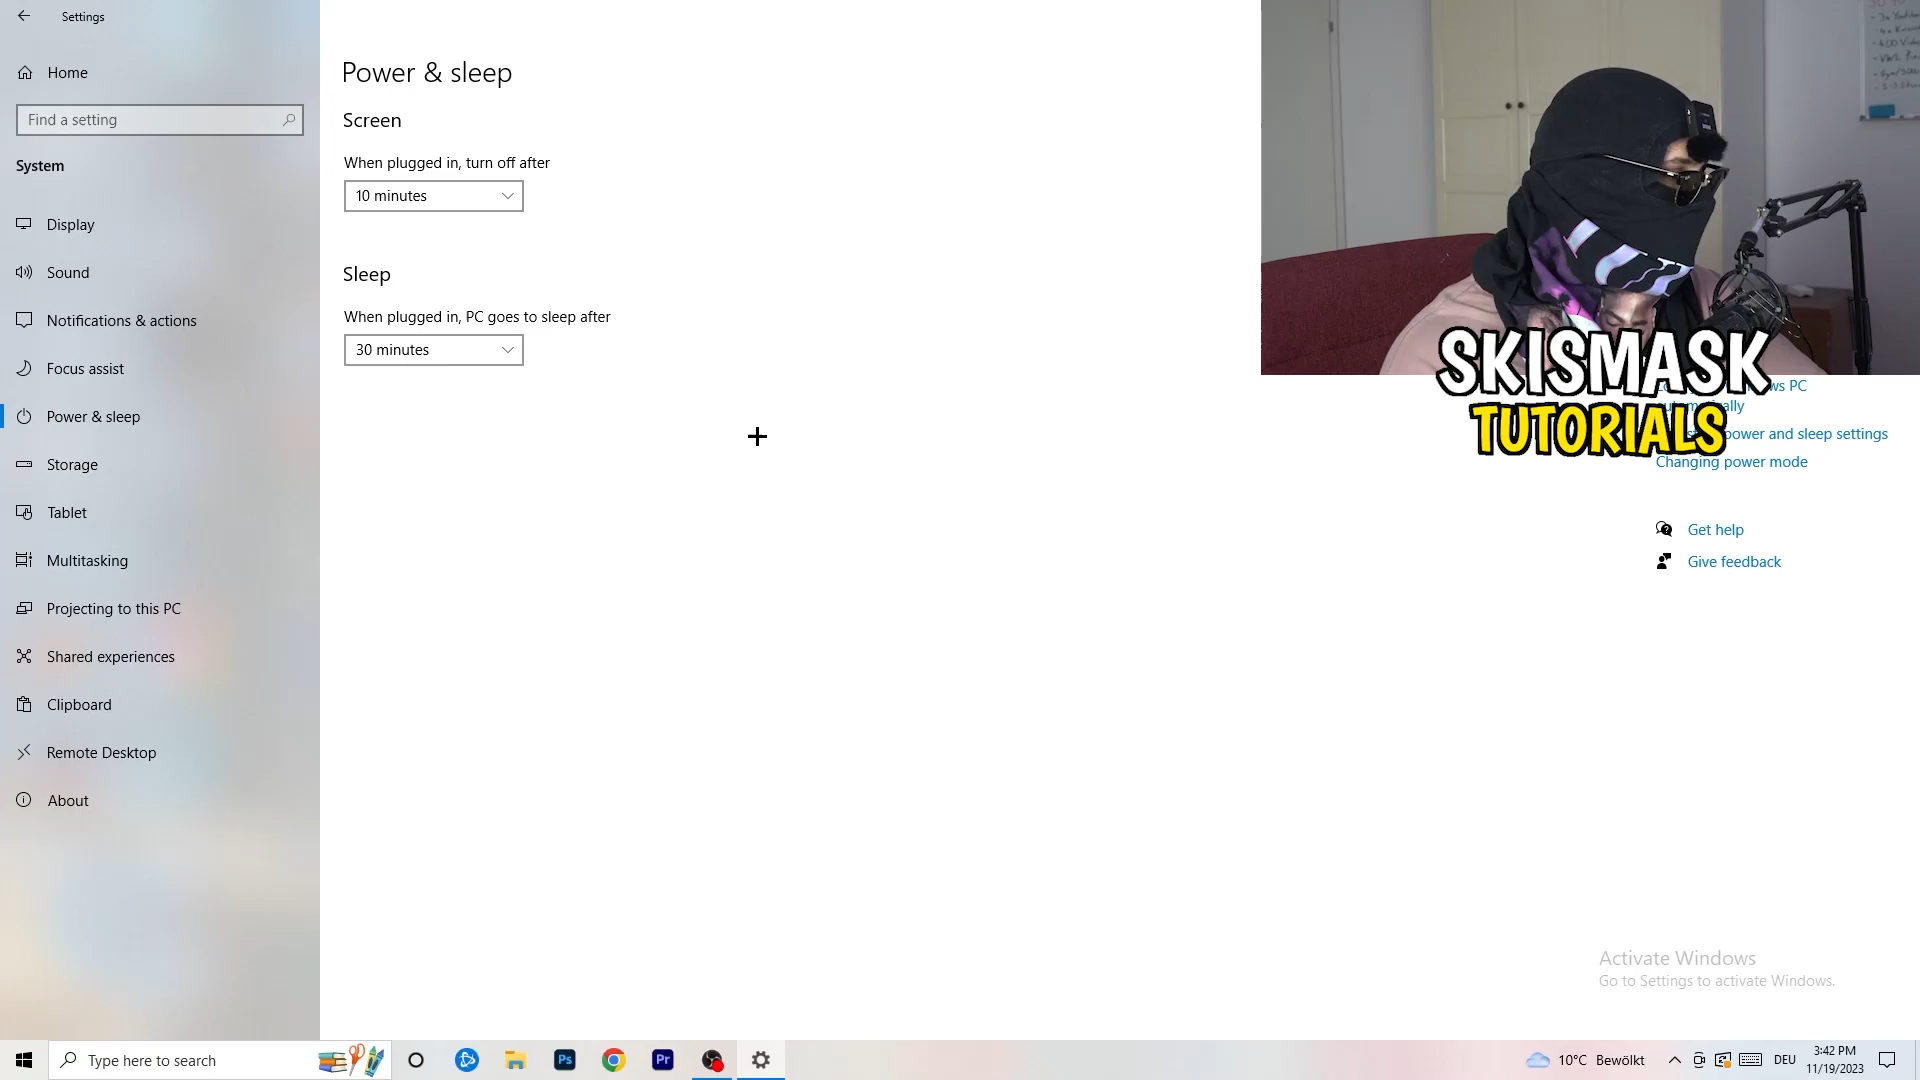 Settings
Home
Find a setting
System
Display
Sound
Notifications & actions
Focus assist
Power & sleep
Storage
Tablet
Multitasking
Projecting to this PC
Shared experiences
Clipboard
Remote Desktop
About
Power & sleep
Screen
When plugged in, turn off after
10 minutes
Sleep
When plugged in, PC goes to sleep after
30 minutes
SKISMASK
TUTORIALS
PC
power and sleep settings
Changing power mode
Get help
Give feedback
Activate Windows
Go to Settings to activate Windows.
Type here to search
Ps
Pr
10°C Bewölkt
DEU
3:42 PM
11/19/2023